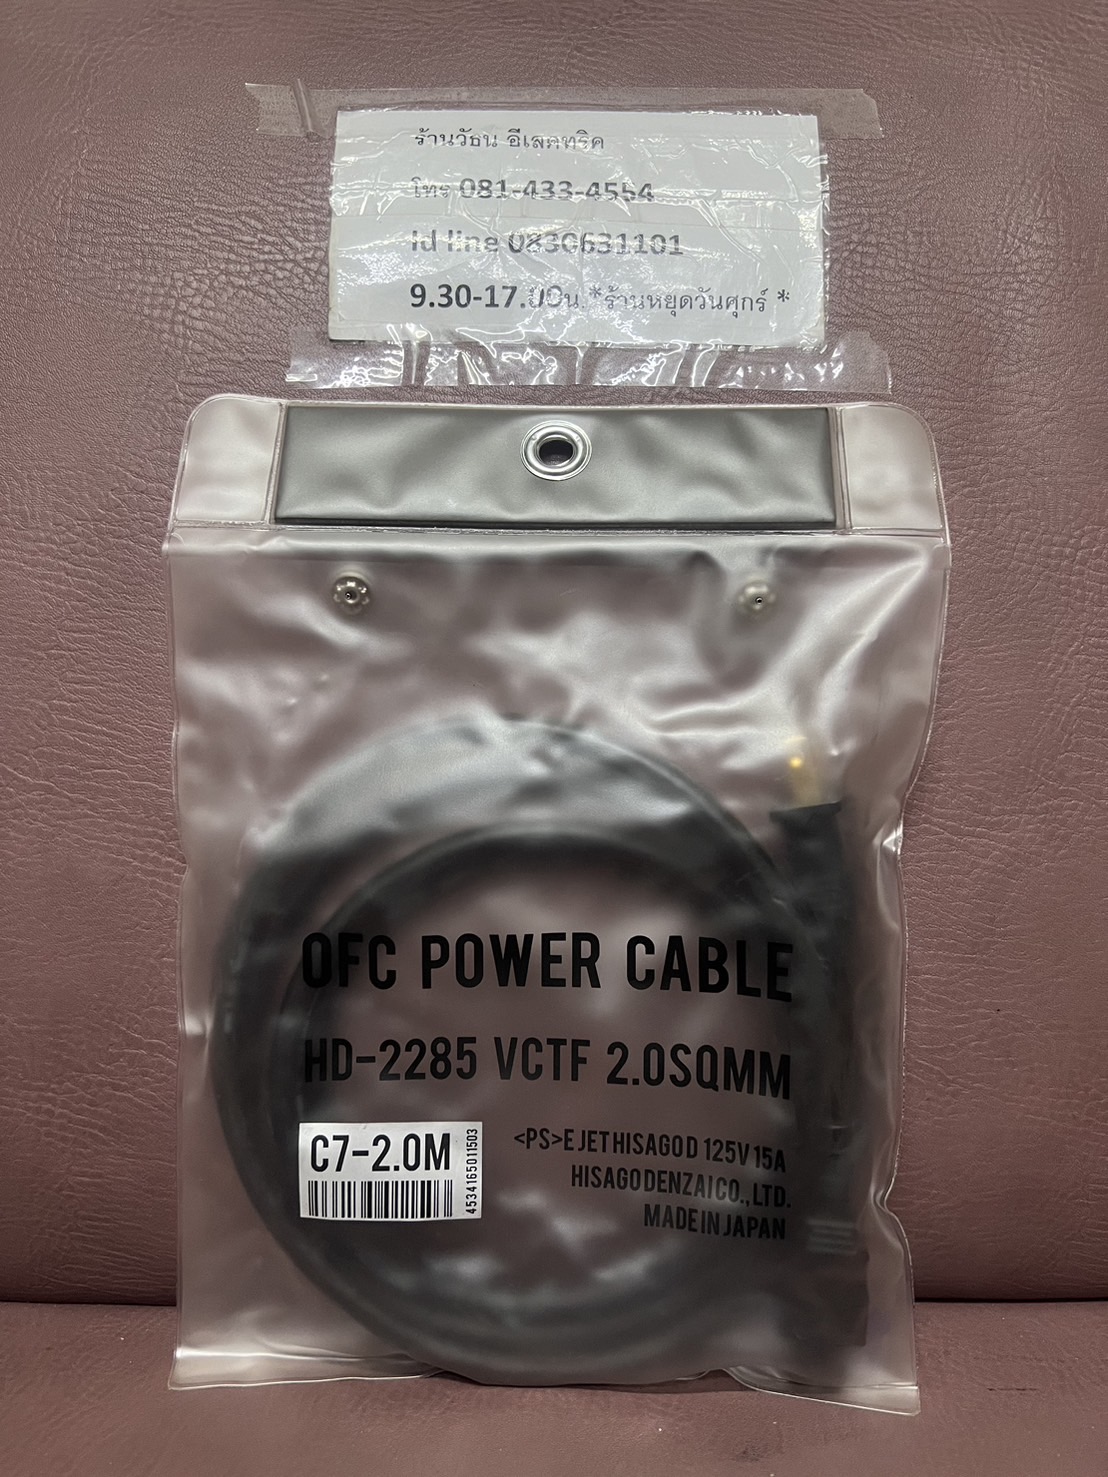 ร้านวัธน อีเลคทริค
โทร 081-433-4554
id line 0830631101
9.30-17.00น.*ร้านหยุดวันศุกร์ *
OFC POWER CABLE
HD-2285 VCTF 2.0SQMM
C7-2.0M
4534165011503
<PS>E JET HISAGO D 125V 15A
HISAGO DENZAI CO., LTD.
MADE IN JAPAN